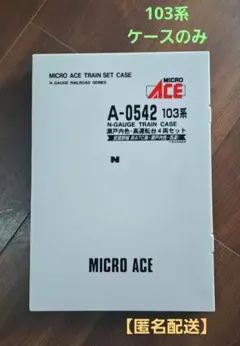 103系
ケースのみ
MICRO ACE TRAIN SET CASE
N-GAUGE RAILROAD SERIES
MICRO
ACE
A-0542 103系
N-GAUGE TRAIN CASE
瀬戸内色・高運転台4両セット
N
MICRO ACE
【匿名配送】